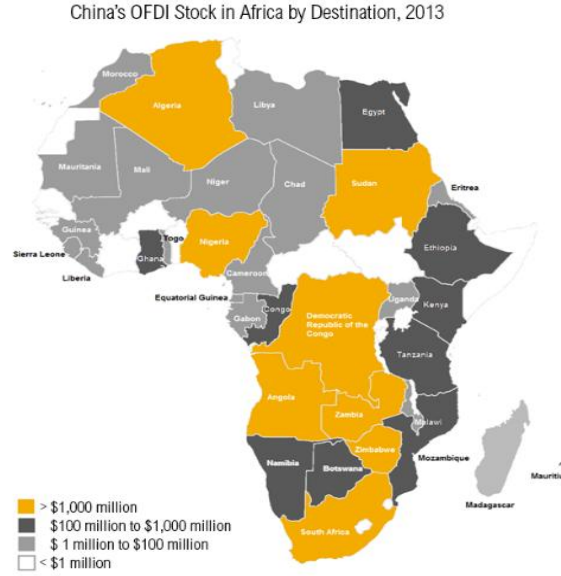 China's OFDI Stock in Africa by Destination, 2013
Morocco
Algeria
Libya
Egypt
Mauritania
Mali
Niger
Chad
Sudan
Eritrea
Guinea
Sierra Leone
Liberia
Ghana
Togo
Nigeria
Ethiopia
Cameroon
Equatorial Guinea
Gabon
Congo
Uganda
Kenya
Democratic
Republic of the
Congo
Tanzania
Angola
Zambia
Malawi
Zimbabwe
Mozambique
Namibia
Botswana
Madagascar
Mauriti
South Africa
> $1,000 million
$100 million to $1,000 million
$ 1 million to $100 million
< $1 million